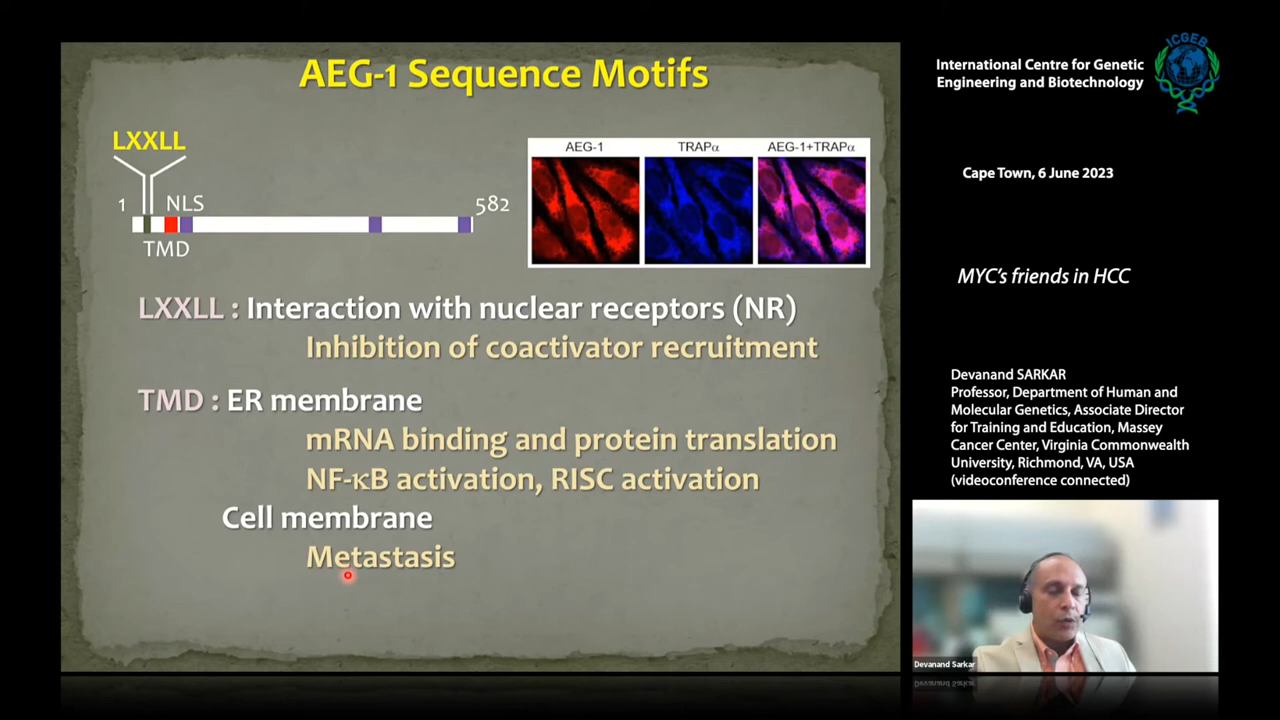 AEG-1 Sequence Motifs
LXXLL
1 NLS 582
TMD
AEG-1 TRAPα AEG-1+TRAPα
LXXLL : Interaction with nuclear receptors (NR)
Inhibition of coactivator recruitment
TMD : ER membrane
mRNA binding and protein translation
NF-κB activation, RISC activation
Cell membrane
Metastasis
International Centre for Genetic
Engineering and Biotechnology
ICGEB
Cape Town, 6 June 2023
MYC's friends in HCC
Devanand SARKAR
Professor, Department of Human and
Molecular Genetics, Associate Director
for Training and Education, Massey
Cancer Center, Virginia Commonwealth
University, Richmond, VA, USA
(videoconference connected)
Devanand Sarkar